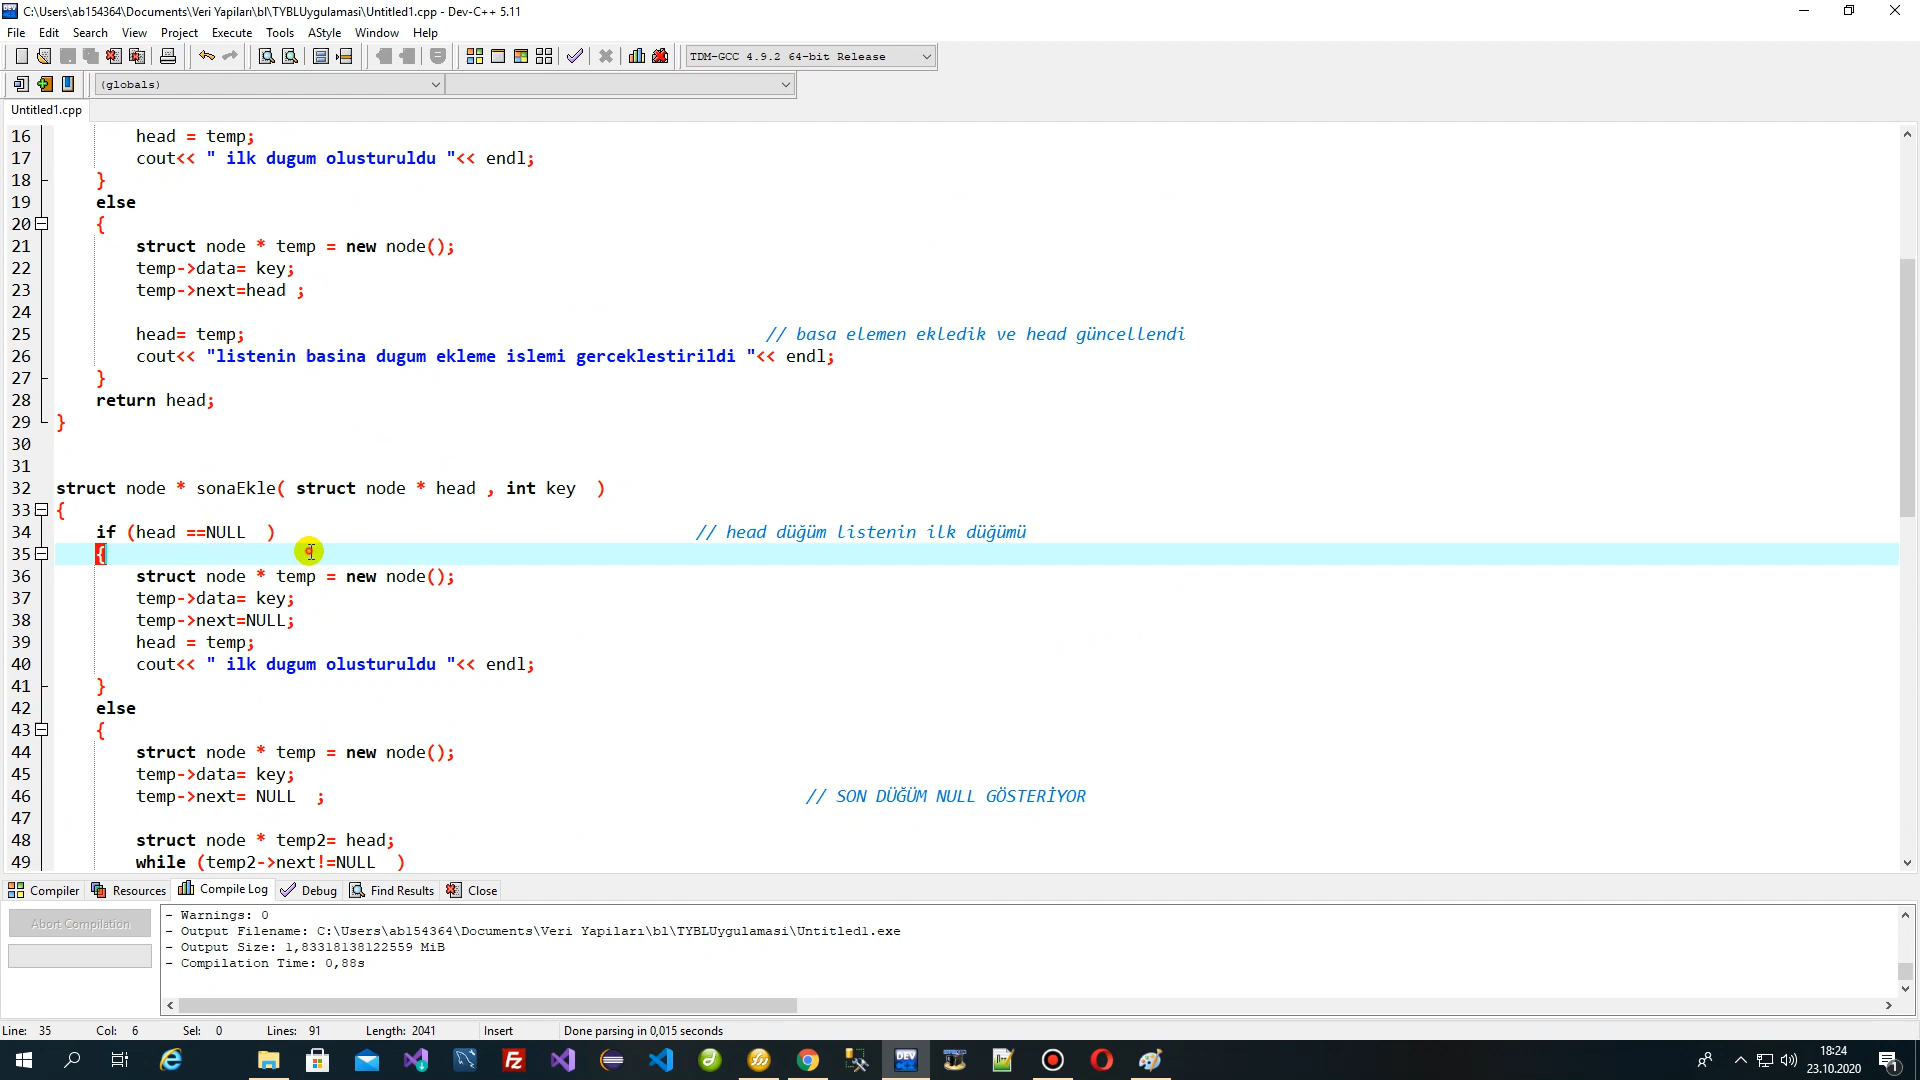 C:\Users\ab154364\Documents\Veri Yapıları\bl\TYBLUygulamasi\Untitled1.cpp - Dev-C++ 5.11
File Edit Search View Project Execute Tools AStyle Window Help
TDM-GCC 4.9.2 64-bit Release
(globals)
Untitled1.cpp
16 head = temp;
17 cout<< " ilk dugum olusturuldu "<< endl;
18 }
19 else
20 {
21 struct node * temp = new node();
22 temp->data= key;
23 temp->next=head ;
24
25 head= temp; // basa elemen ekledik ve head güncellendi
26 cout<< "listenin basina dugum ekleme islemi gerceklestirildi "<< endl;
27 }
28 return head;
29 }
30
31
32 struct node * sonaEkle( struct node * head , int key )
33 {
34 if (head ==NULL ) // head düğüm listenin ilk düğümü
35 {
36 struct node * temp = new node();
37 temp->data= key;
38 temp->next=NULL;
39 head = temp;
40 cout<< " ilk dugum olusturuldu "<< endl;
41 }
42 else
43 {
44 struct node * temp = new node();
45 temp->data= key;
46 temp->next= NULL ; // SON DÜĞÜM NULL GÖSTERİYOR
47
48 struct node * temp2= head;
49 while (temp2->next!=NULL )
Compiler Resources Compile Log Debug Find Results Close
Abort Compilation
- Warnings: 0
- Output Filename: C:\Users\ab154364\Documents\Veri Yapıları\bl\TYBLUygulamasi\Untitled1.exe
- Output Size: 1,83318138122559 MiB
- Compilation Time: 0,88s
Line: 35 Col: 6 Sel: 0 Lines: 91 Length: 2041 Insert Done parsing in 0,015 seconds
18:24
23.10.2020